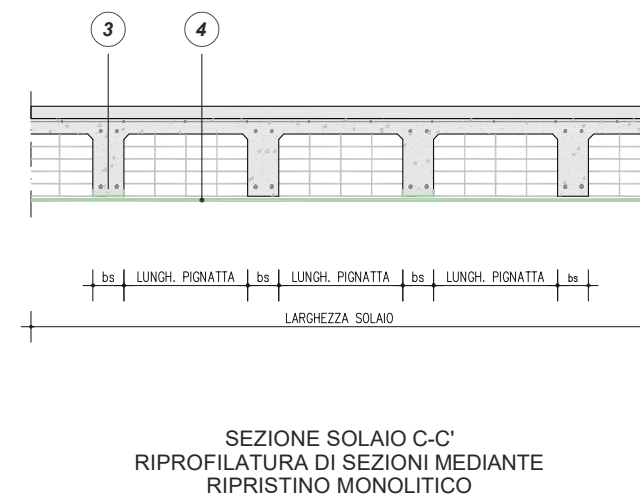 3 4
bs LUNGH. PIGNATTA bs LUNGH. PIGNATTA bs LUNGH. PIGNATTA bs
LARGHEZZA SOLAIO
SEZIONE SOLAIO C-C'
RIPROFILATURA DI SEZIONI MEDIANTE
RIPRISTINO MONOLITICO